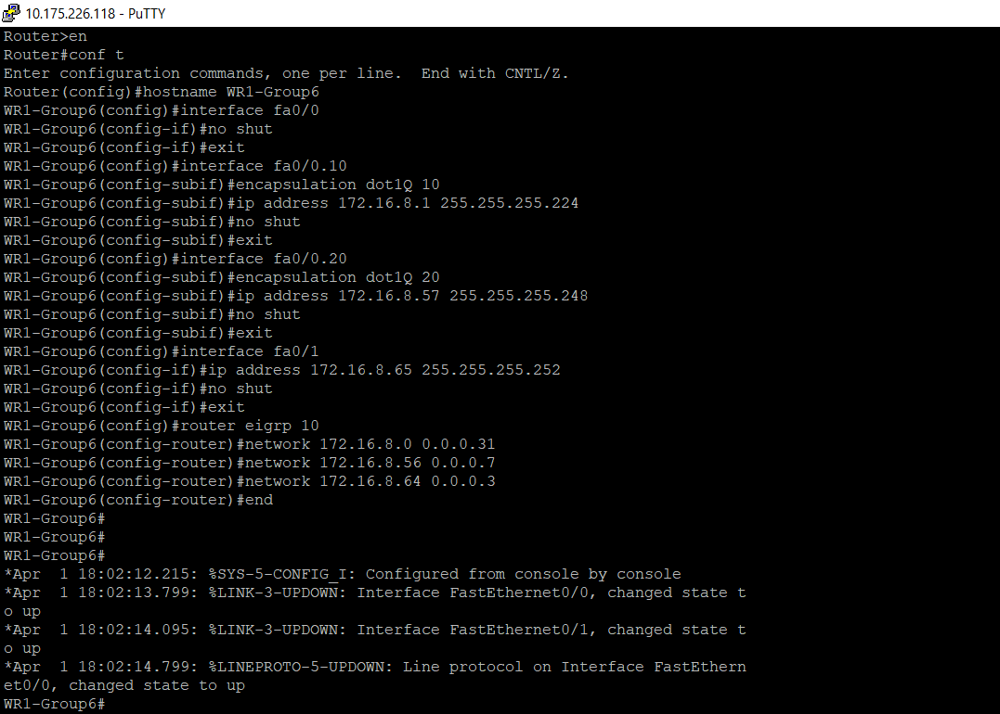 10.175.226.118 - PuTTY
Router>en
Router#conf t
Enter configuration commands, one per line.  End with CNTL/Z.
Router(config)#hostname WR1-Group6
WR1-Group6(config)#interface fa0/0
WR1-Group6(config-if)#no shut
WR1-Group6(config-if)#exit
WR1-Group6(config)#interface fa0/0.10
WR1-Group6(config-subif)#encapsulation dot1Q 10
WR1-Group6(config-subif)#ip address 172.16.8.1 255.255.255.224
WR1-Group6(config-subif)#no shut
WR1-Group6(config-subif)#exit
WR1-Group6(config)#interface fa0/0.20
WR1-Group6(config-subif)#encapsulation dot1Q 20
WR1-Group6(config-subif)#ip address 172.16.8.57 255.255.255.248
WR1-Group6(config-subif)#no shut
WR1-Group6(config-subif)#exit
WR1-Group6(config)#interface fa0/1
WR1-Group6(config-if)#ip address 172.16.8.65 255.255.255.252
WR1-Group6(config-if)#no shut
WR1-Group6(config-if)#exit
WR1-Group6(config)#router eigrp 10
WR1-Group6(config-router)#network 172.16.8.0 0.0.0.31
WR1-Group6(config-router)#network 172.16.8.56 0.0.0.7
WR1-Group6(config-router)#network 172.16.8.64 0.0.0.3
WR1-Group6(config-router)#end
WR1-Group6#
WR1-Group6#
WR1-Group6#
*Apr  1 18:02:12.215: %SYS-5-CONFIG_I: Configured from console by console
*Apr  1 18:02:13.799: %LINK-3-UPDOWN: Interface FastEthernet0/0, changed state t
o up
*Apr  1 18:02:14.095: %LINK-3-UPDOWN: Interface FastEthernet0/1, changed state t
o up
*Apr  1 18:02:14.799: %LINEPROTO-5-UPDOWN: Line protocol on Interface FastEthern
et0/0, changed state to up
WR1-Group6#